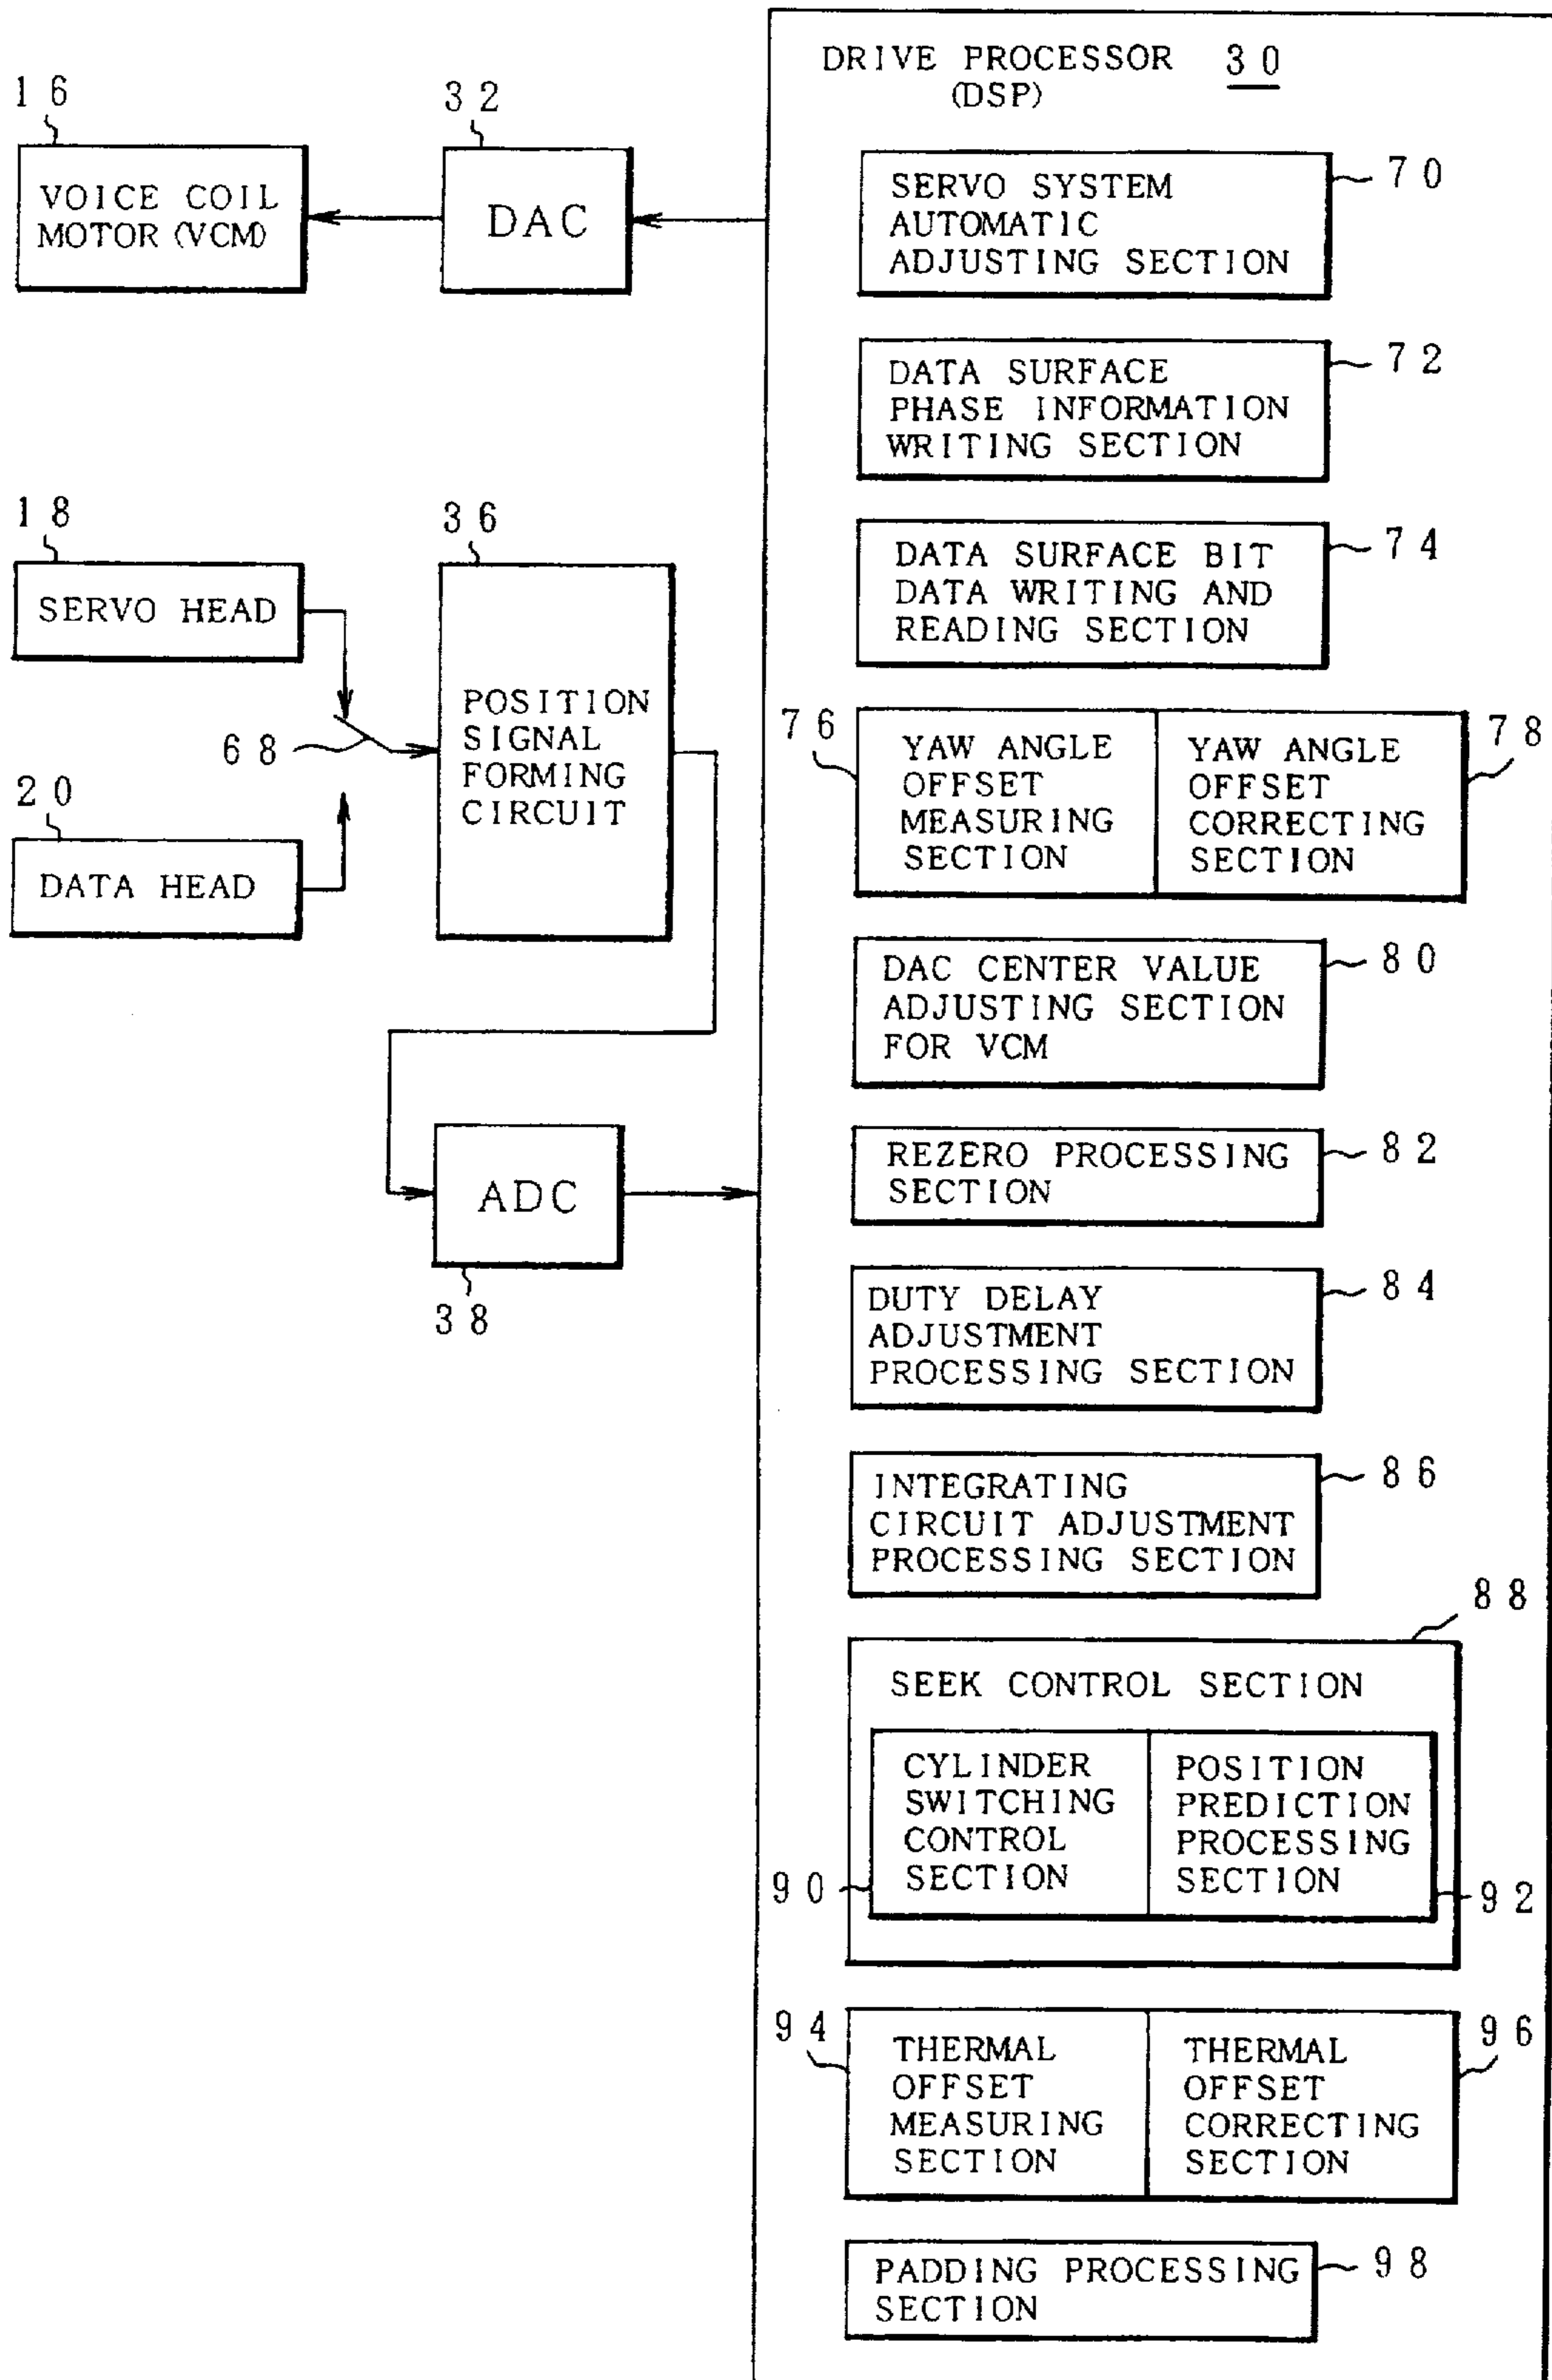 16
VOICE COIL
MOTOR (VCM)
32
DAC
18
SERVO HEAD
68
20
DATA HEAD
36
POSITION
SIGNAL
FORMING
CIRCUIT
ADC
38
DRIVE PROCESSOR 30
(DSP)
SERVO SYSTEM
AUTOMATIC
ADJUSTING SECTION
70
DATA SURFACE
PHASE INFORMATION
WRITING SECTION
72
DATA SURFACE BIT
DATA WRITING AND
READING SECTION
74
76
YAW ANGLE
OFFSET
MEASURING
SECTION
YAW ANGLE
OFFSET
CORRECTING
SECTION
78
DAC CENTER VALUE
ADJUSTING SECTION
FOR VCM
80
REZERO PROCESSING
SECTION
82
DUTY DELAY
ADJUSTMENT
PROCESSING SECTION
84
INTEGRATING
CIRCUIT ADJUSTMENT
PROCESSING SECTION
86
88
SEEK CONTROL SECTION
CYLINDER
SWITCHING
CONTROL
SECTION
90
POSITION
PREDICTION
PROCESSING
SECTION
92
94
THERMAL
OFFSET
MEASURING
SECTION
THERMAL
OFFSET
CORRECTING
SECTION
96
PADDING PROCESSING
SECTION
98